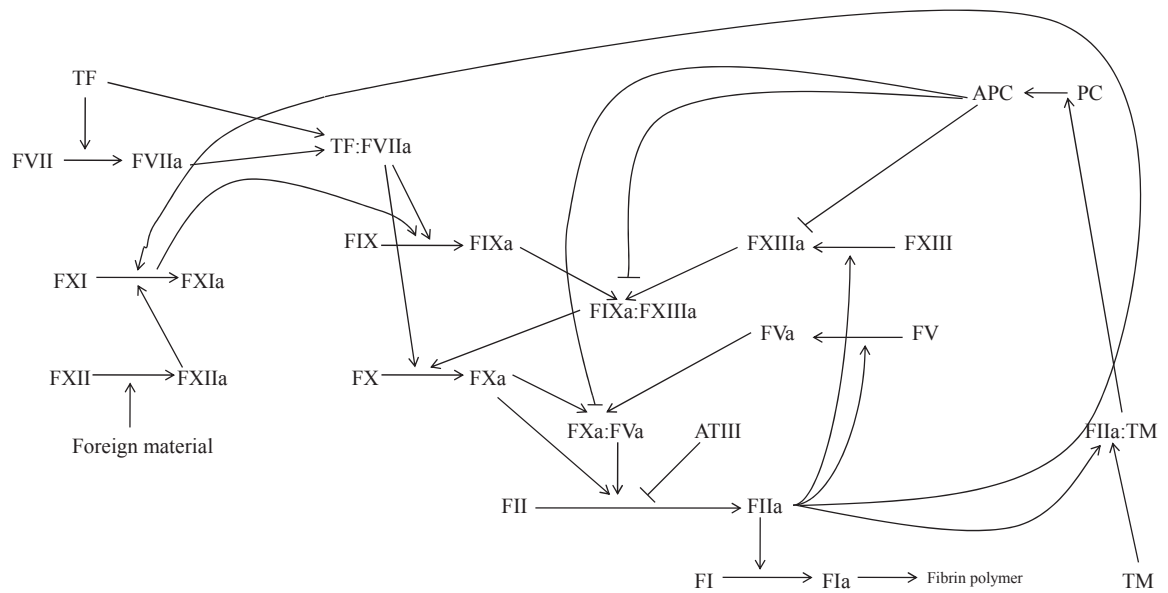 TF
APC
PC
TF:FVIIa
FVII
FVIIa
FIX
FIXa
FXIIIa
FXIII
FXI
FXIa
FIXa:FXIIIa
FVa
FV
FXII
FXIIa
FX
FXa
Foreign material
FXa:FVa
ATIII
FIIa:TM
FII
FIIa
FI
FIa
Fibrin polymer
TM